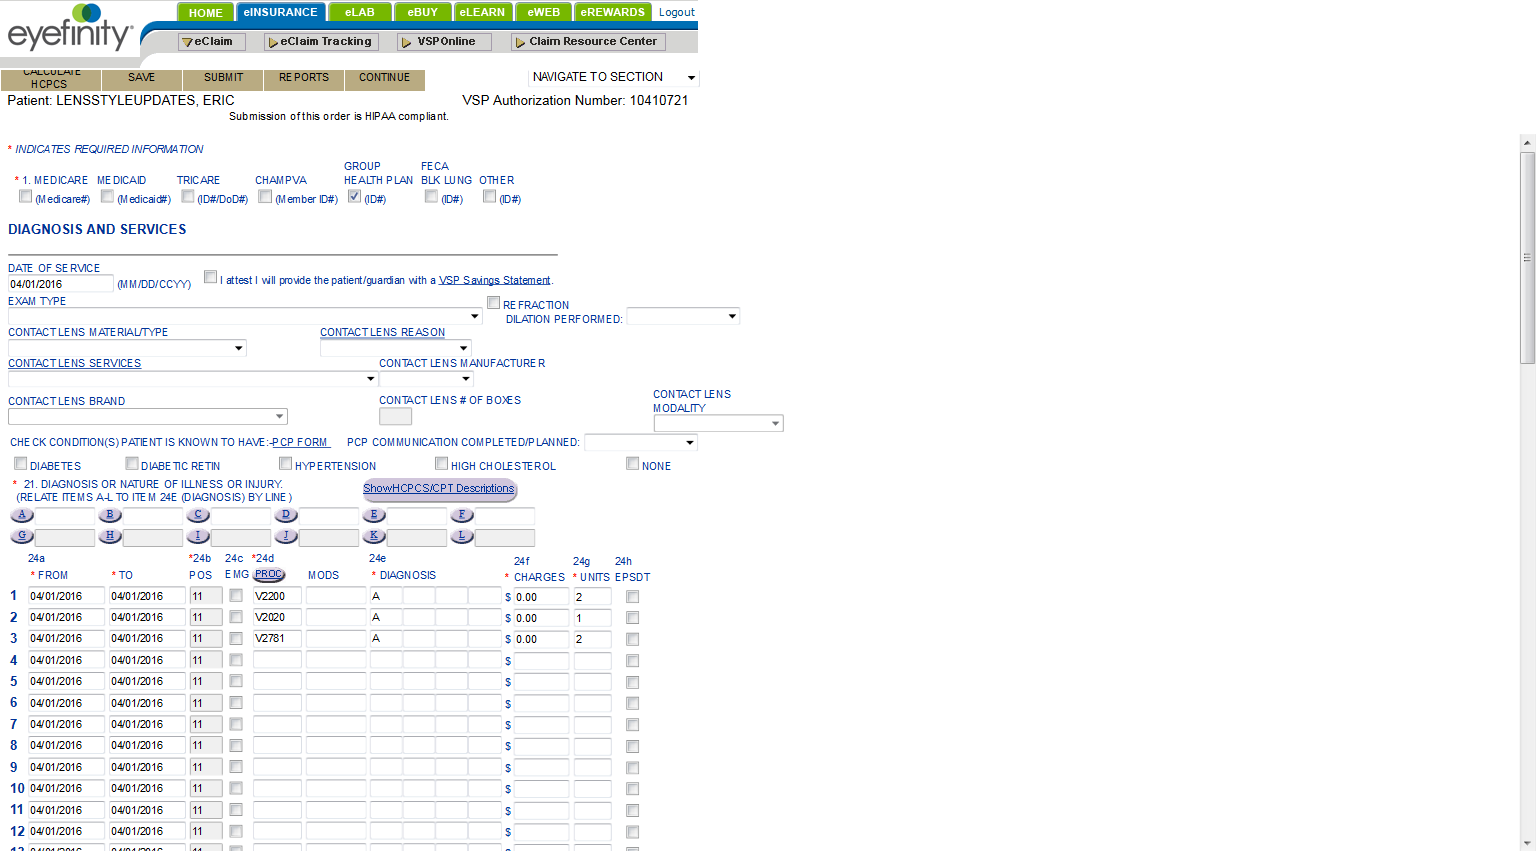 eyefinity
HOME eINSURANCE eLAB eBUY eLEARN eWEB eREWARDS Logout
eClaim eClaim Tracking VSPOnline Claim Resource Center
CALCULATE HCPCS SAVE SUBMIT REPORTS CONTINUE NAVIGATE TO SECTION
Patient: LENSSTYLEUPDATES, ERIC VSP Authorization Number: 10410721
Submission of this order is HIPAA compliant.
* INDICATES REQUIRED INFORMATION
GROUP FECA
* 1. MEDICARE MEDICAID TRICARE CHAMPVA HEALTH PLAN BLK LUNG OTHER
(Medicare#) (Medicaid#) (ID#/DoD#) (Member ID#) (ID#) (ID#) (ID#)
DIAGNOSIS AND SERVICES
DATE OF SERVICE
04/01/2016 (MM/DD/CCYY) I attest I will provide the patient/guardian with a VSP Savings Statement.
EXAM TYPE REFRACTION
DILATION PERFORMED:
CONTACT LENS MATERIAL/TYPE CONTACT LENS REASON
CONTACT LENS SERVICES CONTACT LENS MANUFACTURER
CONTACT LENS BRAND CONTACT LENS # OF BOXES CONTACT LENS MODALITY
CHECK CONDITION(S) PATIENT IS KNOWN TO HAVE:-PCP FORM PCP COMMUNICATION COMPLETED/PLANNED:
DIABETES DIABETIC RETIN HYPERTENSION HIGH CHOLESTEROL NONE
* 21. DIAGNOSIS OR NATURE OF ILLNESS OR INJURY.
(RELATE ITEMS A-L TO ITEM 24E (DIAGNOSIS) BY LINE) ShowHCPCS/CPT Descriptions
A B C D E F
G H I J K L
24a *24b 24c *24d 24e 24f 24g 24h
* FROM * TO POS EMG PROC MODS * DIAGNOSIS * CHARGES * UNITS EPSDT
1 04/01/2016 04/01/2016 11 V2200 A $ 0.00 2
2 04/01/2016 04/01/2016 11 V2020 A $ 0.00 1
3 04/01/2016 04/01/2016 11 V2781 A $ 0.00 2
4 04/01/2016 04/01/2016 11 $
5 04/01/2016 04/01/2016 11 $
6 04/01/2016 04/01/2016 11 $
7 04/01/2016 04/01/2016 11 $
8 04/01/2016 04/01/2016 11 $
9 04/01/2016 04/01/2016 11 $
10 04/01/2016 04/01/2016 11 $
11 04/01/2016 04/01/2016 11 $
12 04/01/2016 04/01/2016 11 $